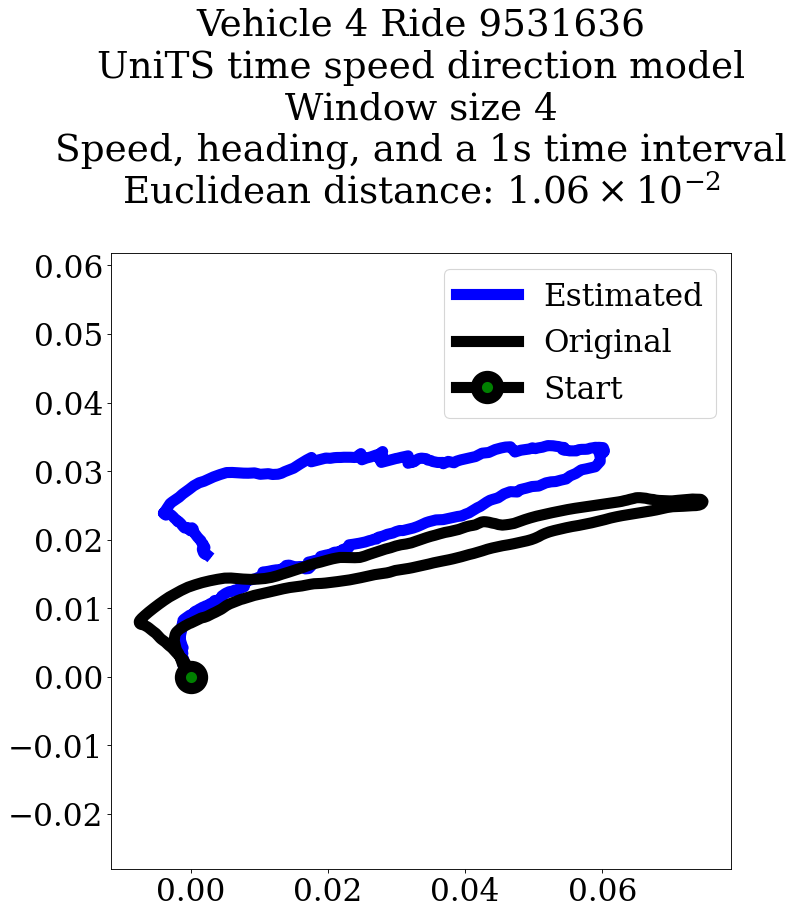 Vehicle 4 Ride 9531636
UniTS time speed direction model
Window size 4
Speed, heading, and a 1s time interval
Euclidean distance: 1.06 × 10⁻²
Estimated
Original
Start
0.06
0.05
0.04
0.03
0.02
0.01
0.00
−0.01
−0.02
0.00 0.02 0.04 0.06